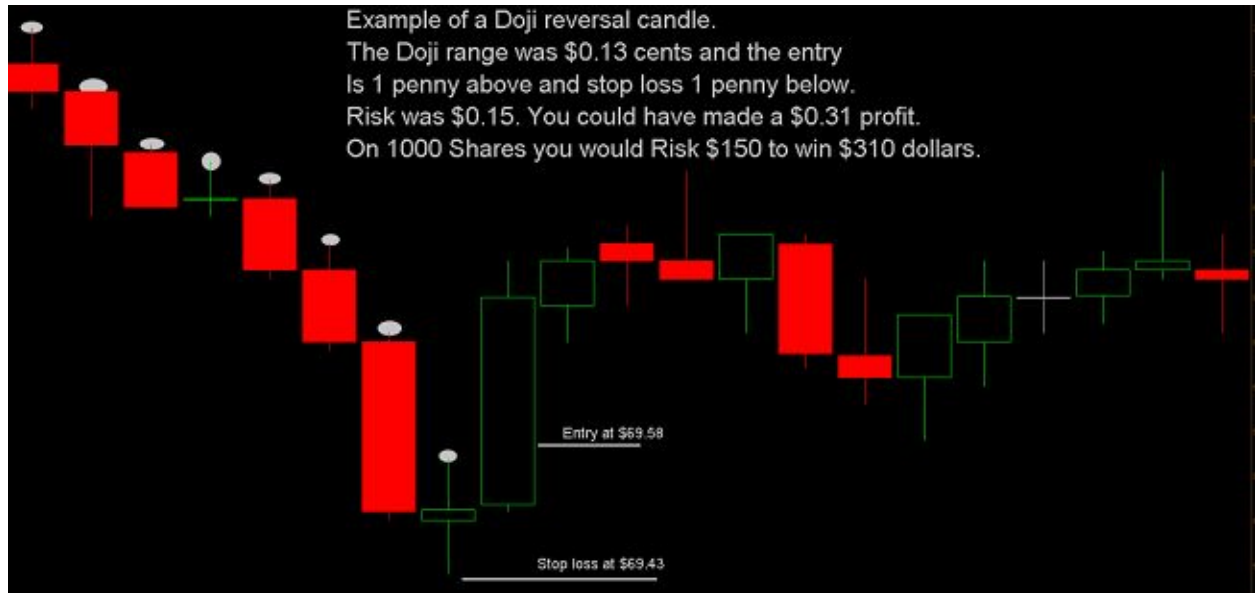 Example of a Doji reversal candle.
The Doji range was $0.13 cents and the entry
Is 1 penny above and stop loss 1 penny below.
Risk was $0.15. You could have made a $0.31 profit.
On 1000 Shares you would Risk $150 to win $310 dollars.
Entry at $69.58
Stop loss at $69.43